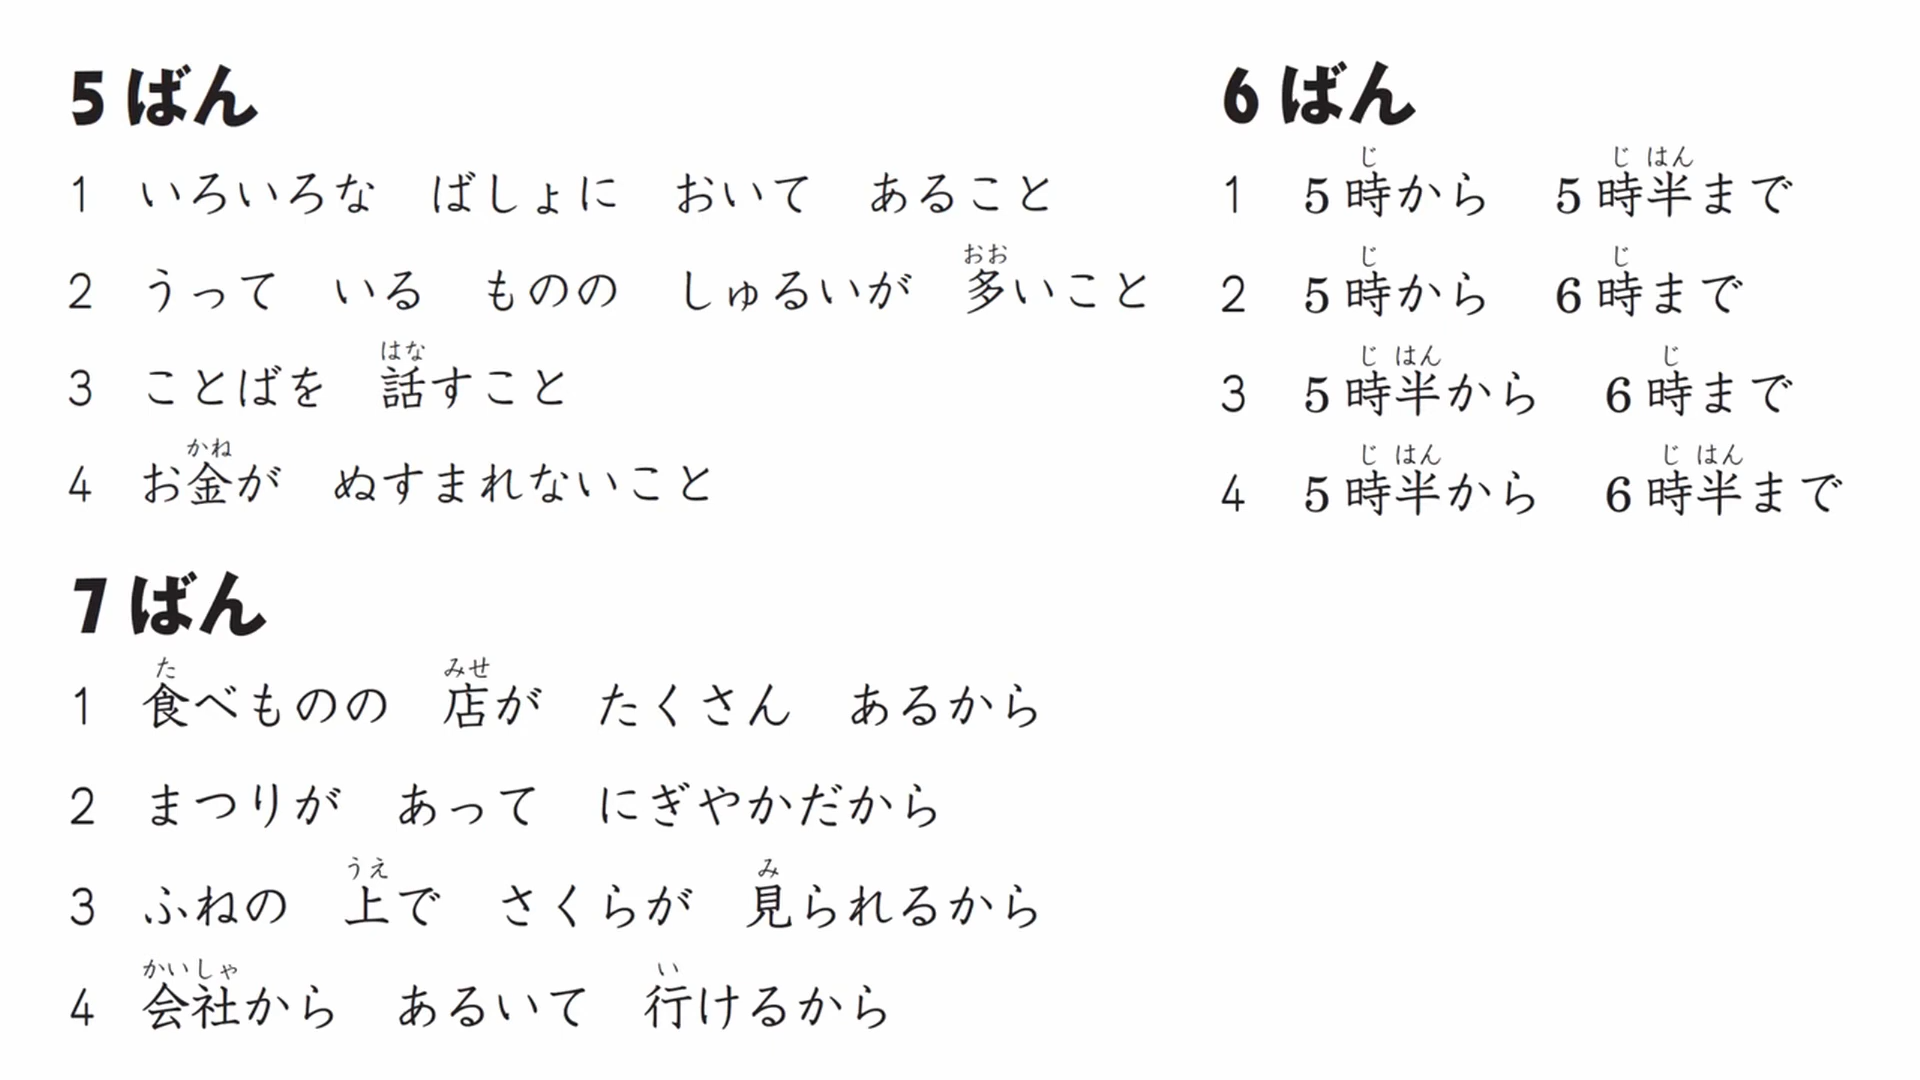 5ばん
1 いろいろな ばしょに おいて あること
2 うって いる ものの しゅるいが 多いこと
3 ことばを 話すこと
4 お金が ぬすまれないこと
6ばん
1 5時から 5時半まで
2 5時から 6時まで
3 5時半から 6時まで
4 5時半から 6時半まで
7ばん
1 食べものの 店が たくさん あるから
2 まつりが あって にぎやかだから
3 ふねの 上で さくらが 見られるから
4 会社から あるいて 行けるから